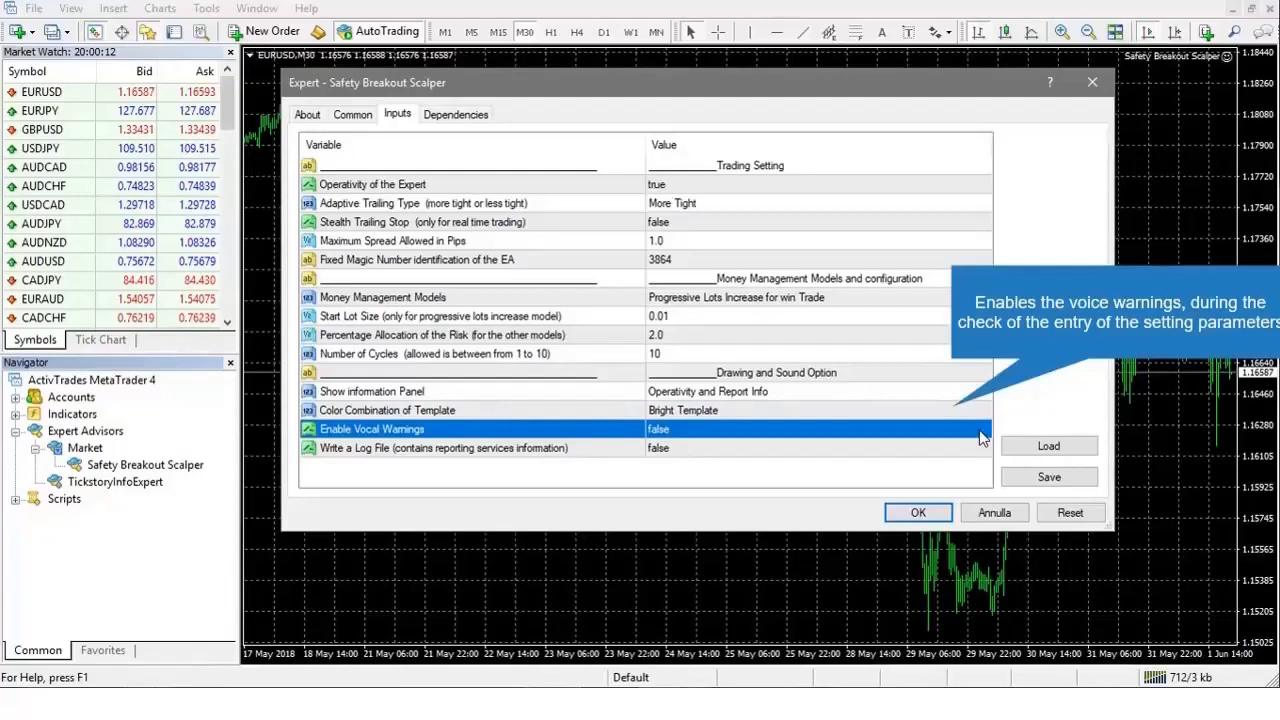 File View Insert Charts Tools Window Help
New Order AutoTrading M1 M5 M15 M30 H1 H4 D1 W1 MN A T
Market Watch: 20:00:12
Symbol Bid Ask
EURUSD 1.16587 1.16593
EURJPY 127.677 127.687
GBPUSD 1.33431 1.33439
USDJPY 109.510 109.515
AUDCAD 0.98156 0.98177
AUDCHF 0.74823 0.74839
USDCAD 1.29718 1.29728
AUDJPY 82.869 82.879
AUDNZD 1.08290 1.08326
AUDUSD 0.75672 0.75679
CADJPY 84.416 84.430
EURAUD 1.54057 1.54075
CADCHF 0.76219 0.76239
Symbols Tick Chart
Navigator
ActivTrades MetaTrader 4
Accounts
Indicators
Expert Advisors
Market
Safety Breakout Scalper
TickstoryInfoExpert
Scripts
Common Favorites
For Help, press F1
EURUSD,M30 1.16576 1.16588 1.16576 1.16587
Safety Breakout Scalper
Expert - Safety Breakout Scalper
About Common Inputs Dependencies
Variable Value
Trading Setting
Operativity of the Expert true
Adaptive Trailing Type (more tight or less tight) More Tight
Stealth Trailing Stop (only for real time trading) false
Maximum Spread Allowed in Pips 1.0
Fixed Magic Number identification of the EA 3864
Money Management Models and configuration
Money Management Models Progressive Lots Increase for win Trade
Start Lot Size (only for progressive lots increase model) 0.01
Percentage Allocation of the Risk (for the other models) 2.0
Number of Cycles (allowed is between from 1 to 10) 10
Drawing and Sound Option
Show information Panel Operativity and Report Info
Color Combination of Template Bright Template
Enable Vocal Warnings false
Write a Log File (contains reporting services information) false
Load
Save
OK Annulla Reset
Enables the voice warnings, during the
check of the entry of the setting parameters
1.18440
1.18260
1.18080
1.17900
1.17720
1.17540
1.17360
1.16640
1.16587
1.16460
1.16280
1.16105
1.15925
1.15745
1.15565
1.15385
1.15205
1.15025
17 May 2018 18 May 14:00 21 May 06:00 21 May 22:00 22 May 14:00 23 May 06:00 23 May 22:00 24 May 14:00 25 May 06:00 25 May 22:00 28 May 14:00 29 May 06:00 29 May 22:00 30 May 14:00 31 May 06:00 31 May 22:00 1 Jun 14:00
Default
712/3 kb